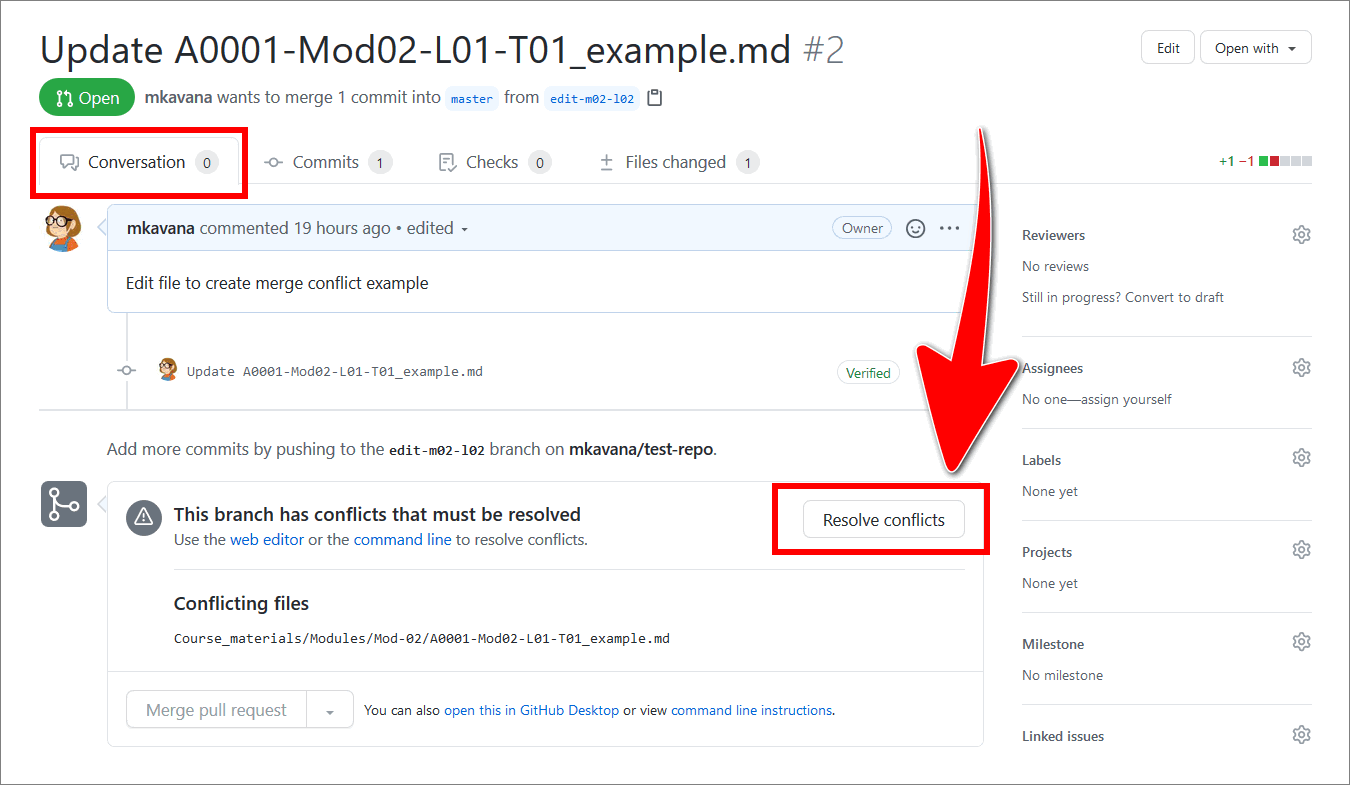 Update A0001-Mod02-L01-T01_example.md #2
Edit
Open with
Open
mkavana wants to merge 1 commit into master from edit-m02-l02
Conversation 0
Commits 1
Checks 0
Files changed 1
+1 −1
mkavana commented 19 hours ago • edited
Owner
Edit file to create merge conflict example
Update A0001-Mod02-L01-T01_example.md
Verified
Add more commits by pushing to the edit-m02-l02 branch on mkavana/test-repo.
This branch has conflicts that must be resolved
Use the web editor or the command line to resolve conflicts.
Resolve conflicts
Conflicting files
Course_materials/Modules/Mod-02/A0001-Mod02-L01-T01_example.md
Merge pull request
You can also open this in GitHub Desktop or view command line instructions.
Reviewers
No reviews
Still in progress? Convert to draft
Assignees
No one—assign yourself
Labels
None yet
Projects
None yet
Milestone
No milestone
Linked issues